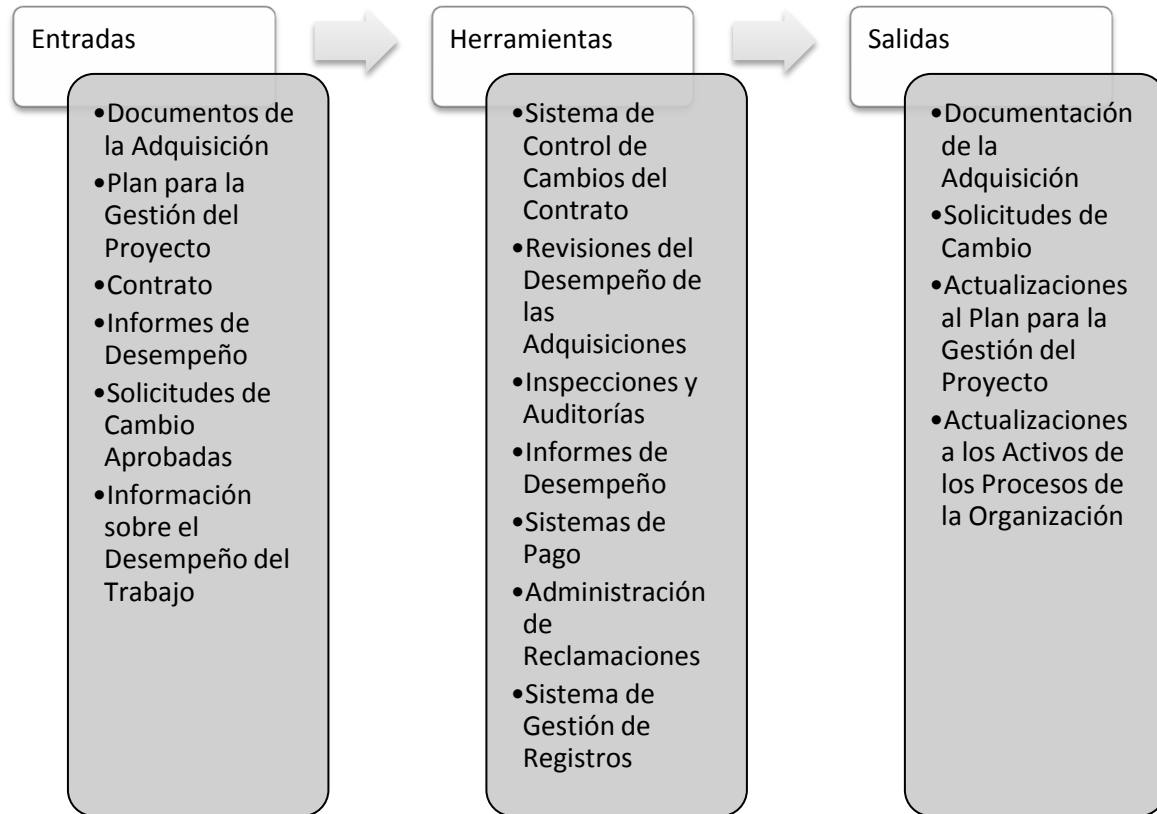 Entradas
•Documentos de
la Adquisición
•Plan para la
Gestión del
Proyecto
•Contrato
•Informes de
Desempeño
•Solicitudes de
Cambio
Aprobadas
•Información
sobre el
Desempeño del
Trabajo
Herramientas
•Sistema de
Control de
Cambios del
Contrato
•Revisiones del
Desempeño de
las
Adquisiciones
•Inspecciones y
Auditorías
•Informes de
Desempeño
•Sistemas de
Pago
•Administración
de
Reclamaciones
•Sistema de
Gestión de
Registros
Salidas
•Documentación
de la
Adquisición
•Solicitudes de
Cambio
•Actualizaciones
al Plan para la
Gestión del
Proyecto
•Actualizaciones
a los Activos de
los Procesos de
la Organización